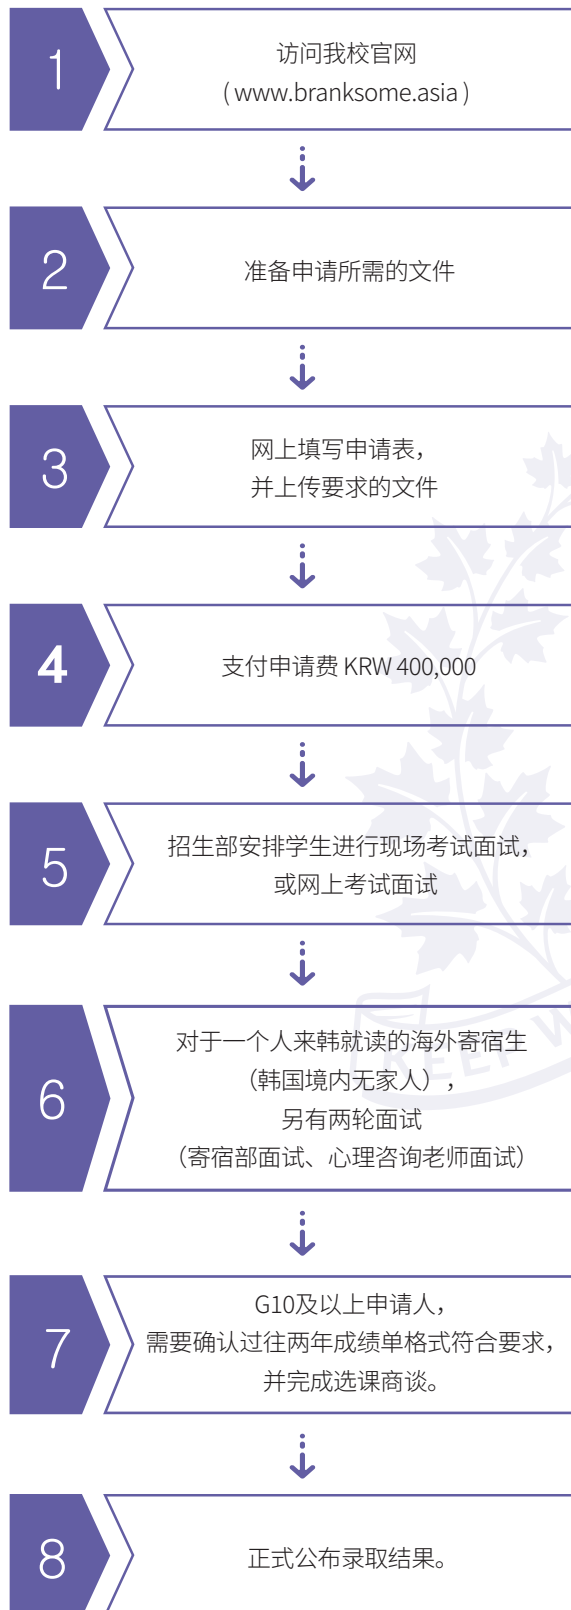 1
访问我校官网
( www.branksome.asia )
2
准备申请所需的文件
3
网上填写申请表，
并上传要求的文件
4
支付申请费 KRW 400,000
5
招生部安排学生进行现场考试面试，
或网上考试面试
6
对于一个人来韩就读的海外寄宿生
（韩国境内无家人），
另有两轮面试
（寄宿部面试、心理咨询老师面试）
KEEP W
7
G10及以上申请人，
需要确认过往两年成绩单格式符合要求，
并完成选课商谈。
8
正式公布录取结果。